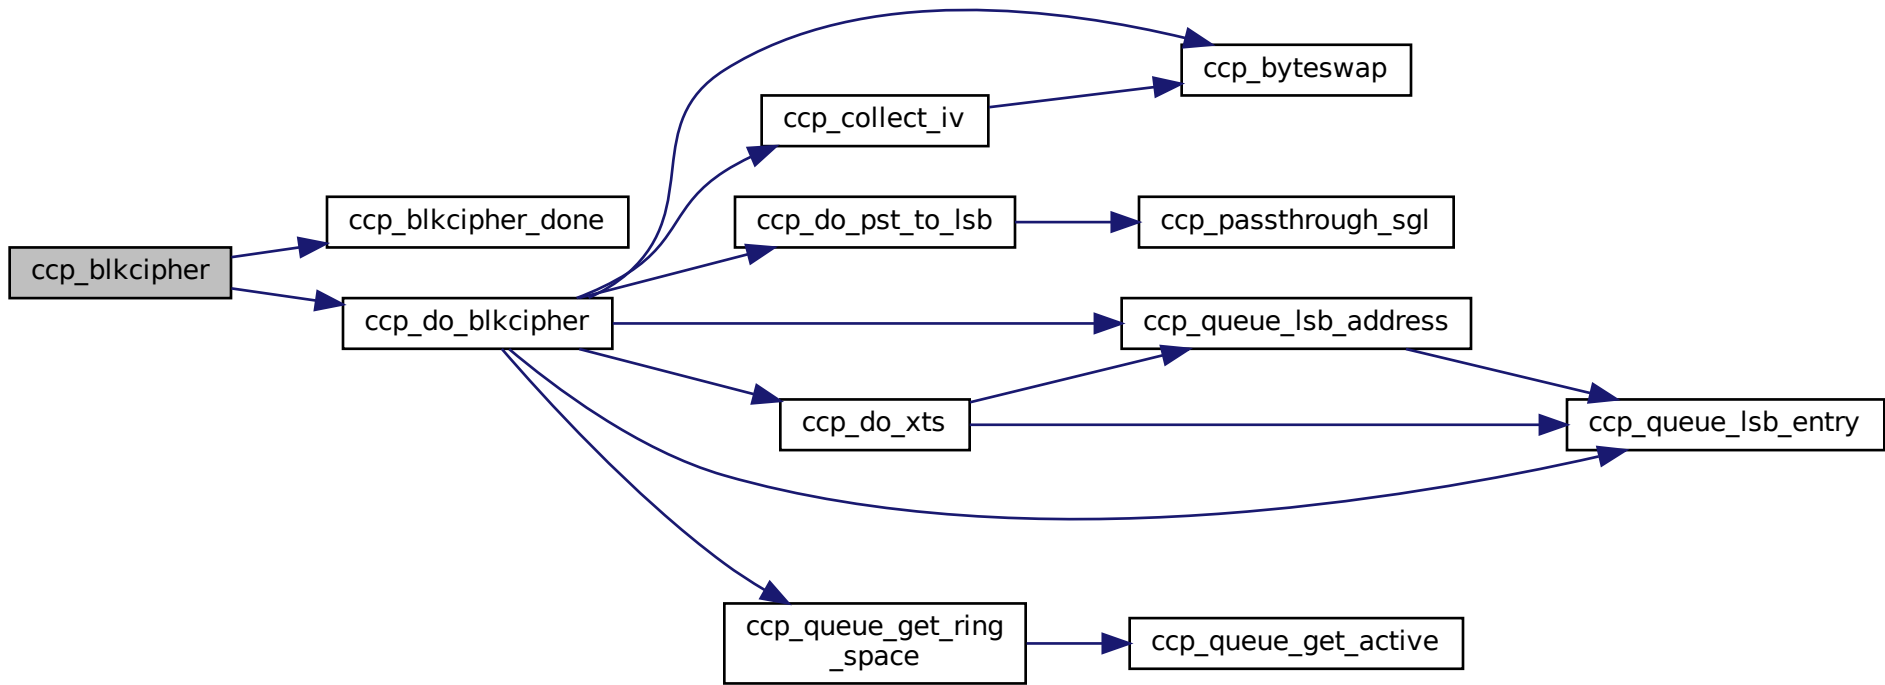 ccp_byteswap
ccp_collect_iv
ccp_blkcipher_done
ccp_do_pst_to_lsb
ccp_passthrough_sgl
ccp_blkcipher
ccp_do_blkcipher
ccp_queue_lsb_address
ccp_do_xts
ccp_queue_lsb_entry
ccp_queue_get_ring
_space
ccp_queue_get_active